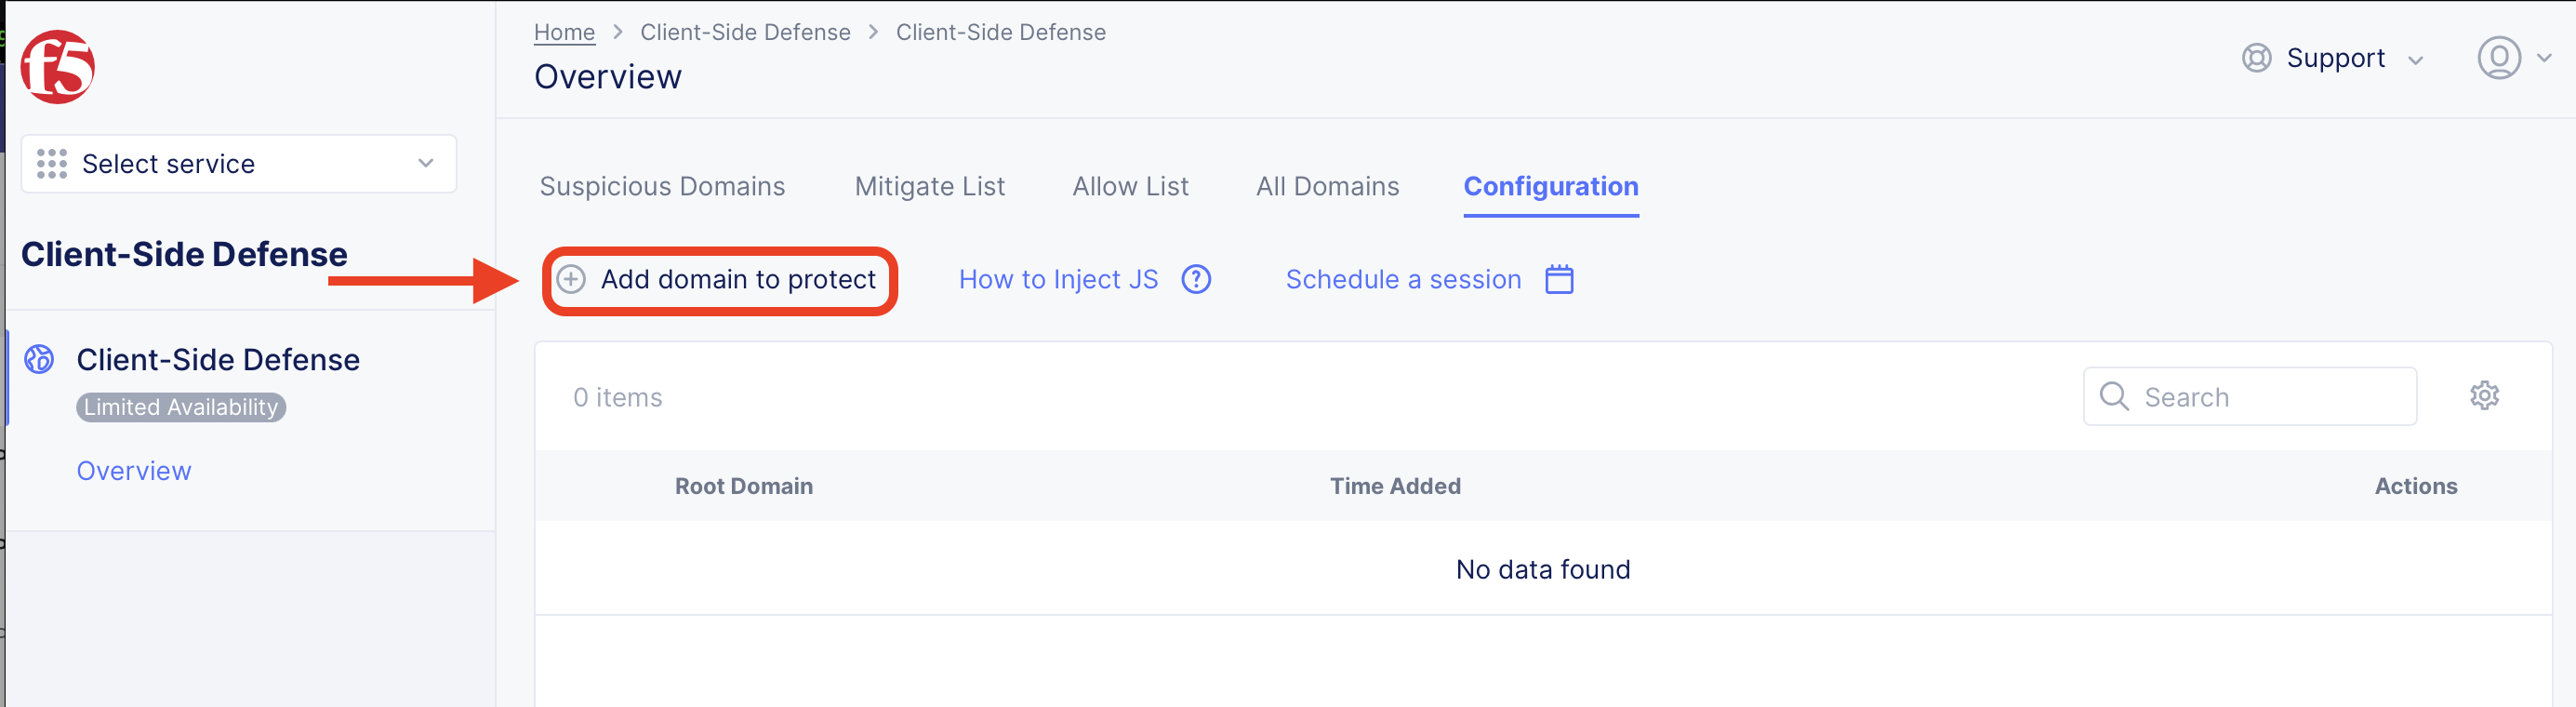 f5
Home > Client-Side Defense > Client-Side Defense
Overview
Support
Select service
Client-Side Defense
Client-Side Defense
Limited Availability
Overview
Suspicious Domains Mitigate List Allow List All Domains Configuration
Add domain to protect How to Inject JS ? Schedule a session
0 items Search
Root Domain Time Added Actions
No data found